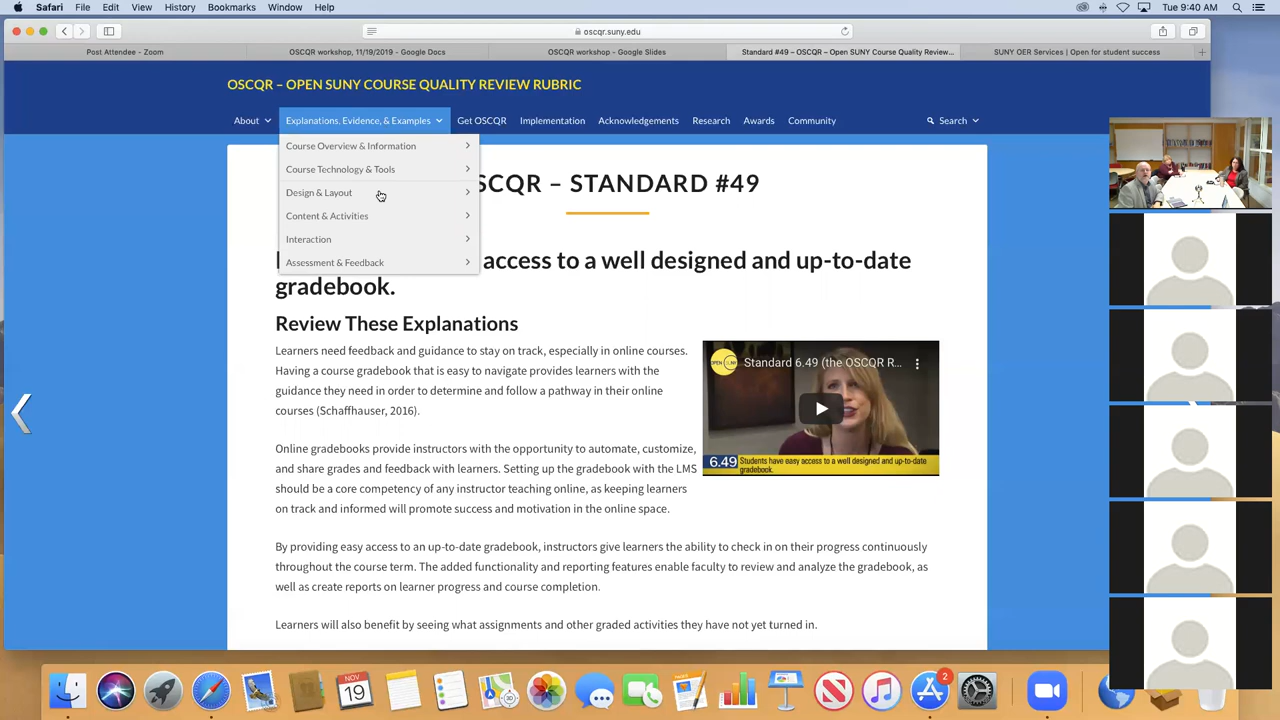 Safari File Edit View History Bookmarks Window Help Tue 9:40 AM
oscqr.suny.edu
Post Attendee - Zoom OSCQR workshop, 11/19/2019 - Google Docs OSCQR workshop - Google Slides Standard #49 – OSCQR – Open SUNY Course Quality Review... SUNY OER Services | Open for student success
OSCQR – OPEN SUNY COURSE QUALITY REVIEW RUBRIC
About Explanations, Evidence, & Examples Get OSCQR Implementation Acknowledgements Research Awards Community Search
Course Overview & Information
Course Technology & Tools
Design & Layout
Content & Activities
Interaction
Assessment & Feedback
SCQR – STANDARD #49
access to a well designed and up-to-date
gradebook.
Review These Explanations
Learners need feedback and guidance to stay on track, especially in online courses.
Having a course gradebook that is easy to navigate provides learners with the
guidance they need in order to determine and follow a pathway in their online
courses (Schaffhauser, 2016).
Online gradebooks provide instructors with the opportunity to automate, customize,
and share grades and feedback with learners. Setting up the gradebook with the LMS
should be a core competency of any instructor teaching online, as keeping learners
on track and informed will promote success and motivation in the online space.
Standard 6.49 (the OSCQR R...
6.49 Students have easy access to a well designed and up-to-date
gradebook.
By providing easy access to an up-to-date gradebook, instructors give learners the ability to check in on their progress continuously
throughout the course term. The added functionality and reporting features enable faculty to review and analyze the gradebook, as
well as create reports on learner progress and course completion.
Learners will also benefit by seeing what assignments and other graded activities they have not yet turned in.
NOV
19
2